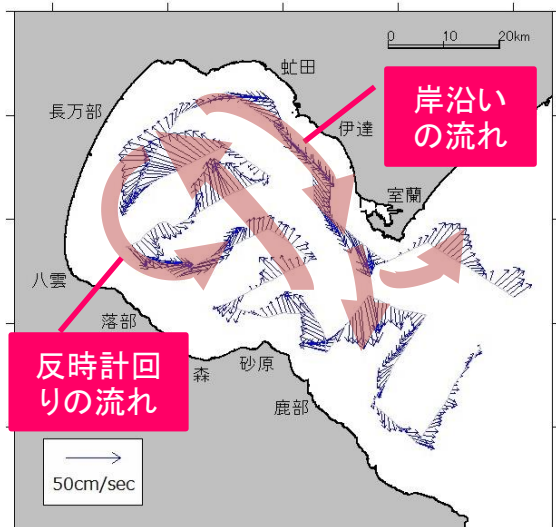 0 10 20km
虻田
長万部
伊達
岸沿い
の流れ
室蘭
八雲
落部
森
砂原
鹿部
反時計回
りの流れ
50cm/sec